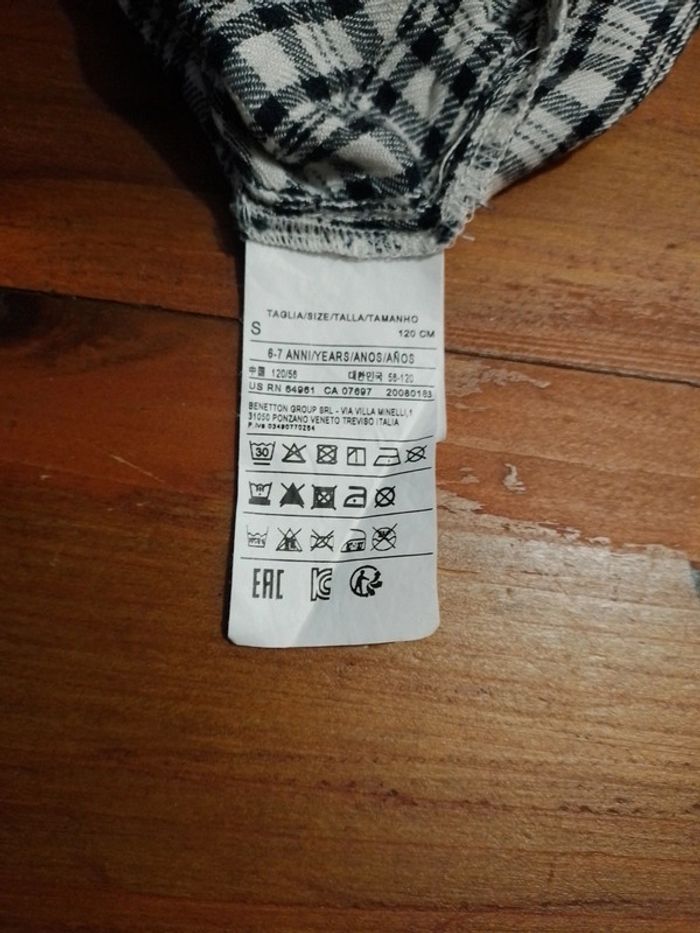 TAGLIA/SIZE/TALLA/TAMANHO
S 120 CM
6-7 ANNI/YEARS/ANOS/AÑOS
中国 120/56 대한민국 56-120
US RN 64961 CA 07697 20080183
BENETTON GROUP SRL - VIA VILLA MINELLI,1
31050 PONZANO VENETO TREVISO ITALIA
P.iva 03490770264
30
EAC